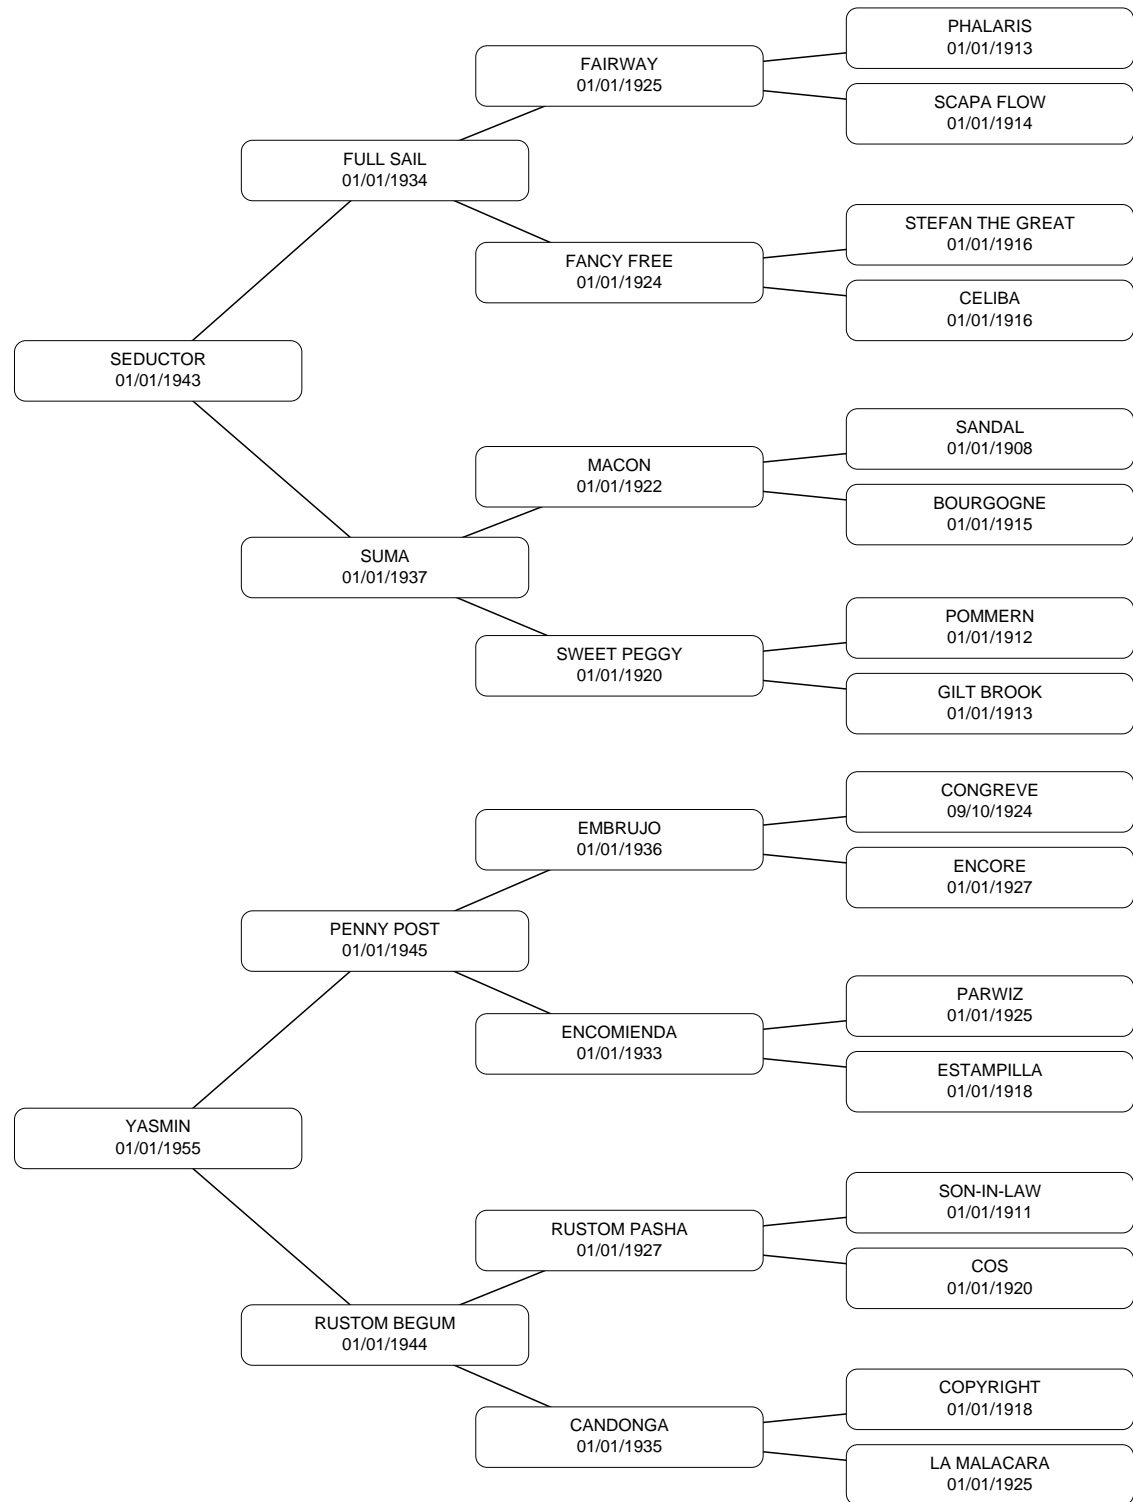 PHALARIS
01/01/1913
FAIRWAY
01/01/1925
SCAPA FLOW
01/01/1914
FULL SAIL
01/01/1934
STEFAN THE GREAT
01/01/1916
FANCY FREE
01/01/1924
CELIBA
01/01/1916
SEDUCTOR
01/01/1943
SANDAL
01/01/1908
MACON
01/01/1922
BOURGOGNE
01/01/1915
SUMA
01/01/1937
POMMERN
01/01/1912
SWEET PEGGY
01/01/1920
GILT BROOK
01/01/1913
CONGREVE
09/10/1924
EMBRUJO
01/01/1936
ENCORE
01/01/1927
PENNY POST
01/01/1945
PARWIZ
01/01/1925
ENCOMIENDA
01/01/1933
ESTAMPILLA
01/01/1918
YASMIN
01/01/1955
SON-IN-LAW
01/01/1911
RUSTOM PASHA
01/01/1927
COS
01/01/1920
RUSTOM BEGUM
01/01/1944
COPYRIGHT
01/01/1918
CANDONGA
01/01/1935
LA MALACARA
01/01/1925